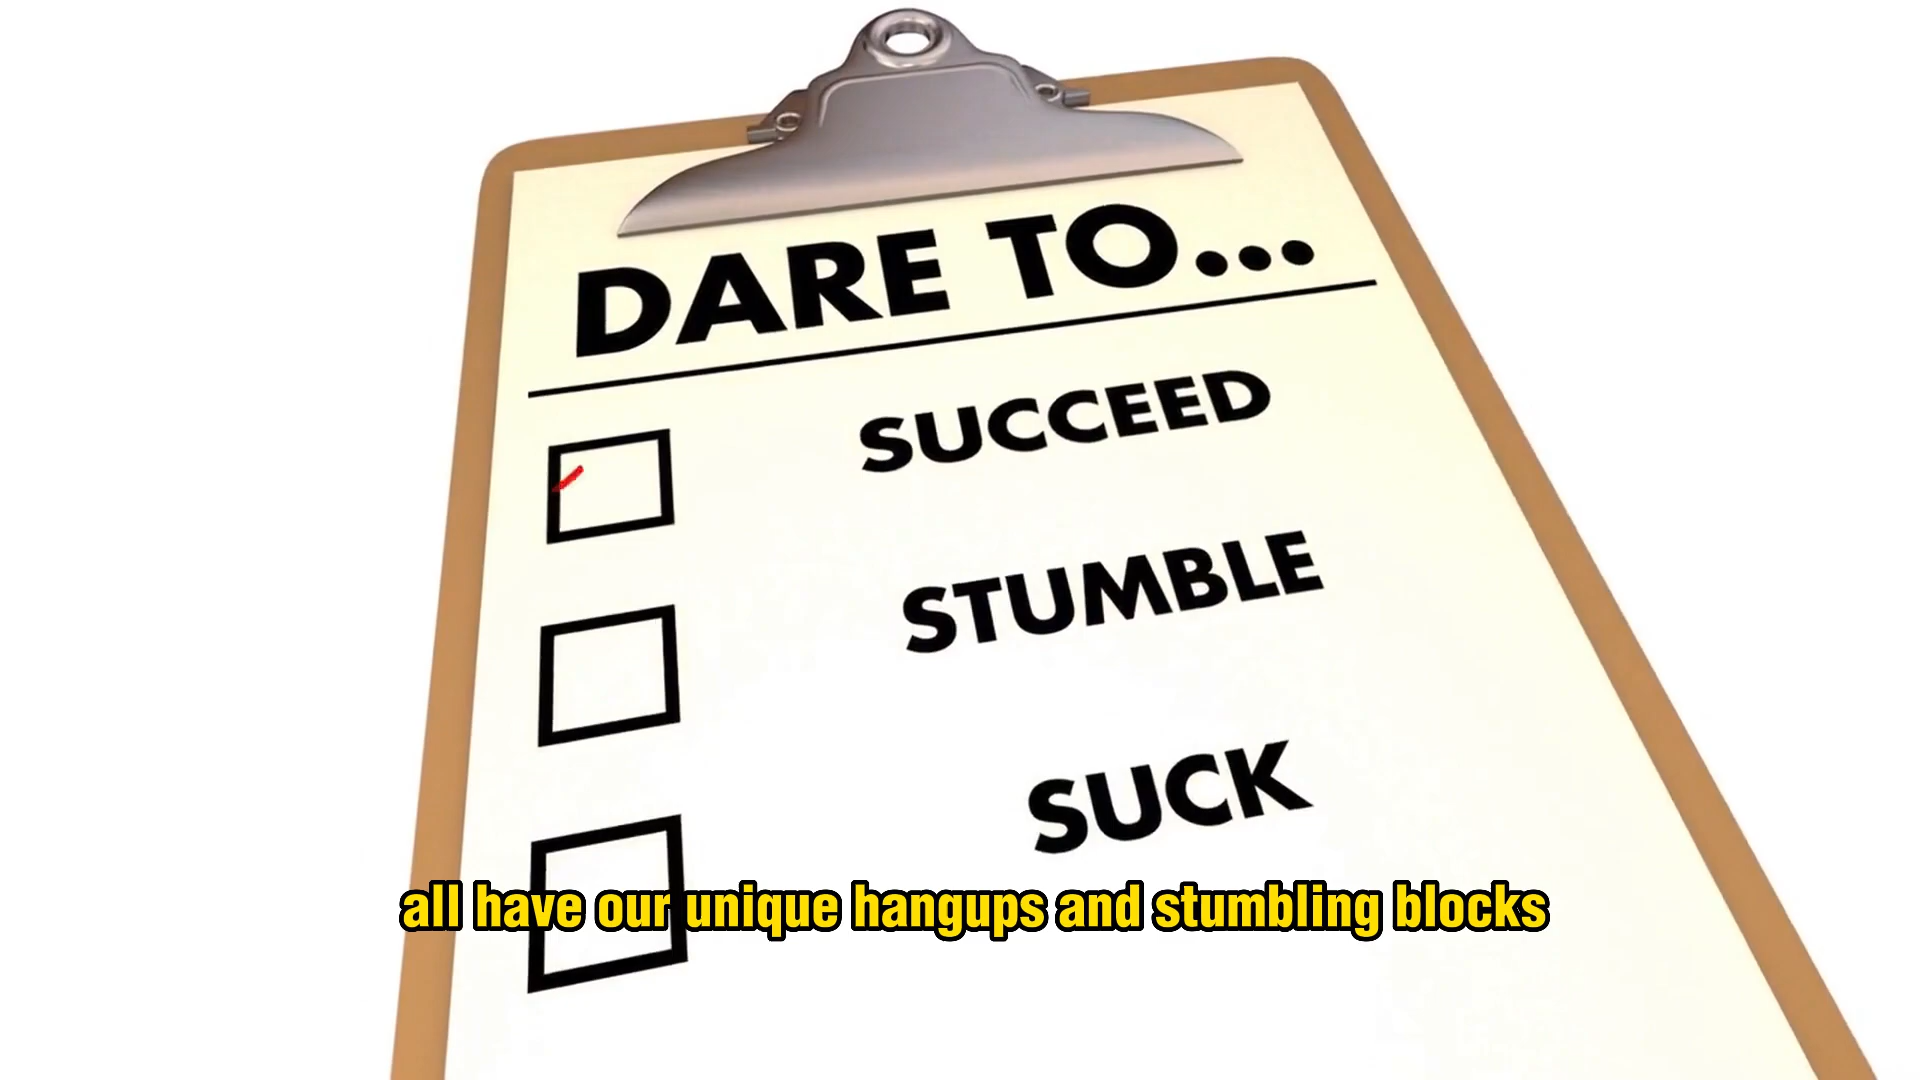 DARE TO...
SUCCEED
STUMBLE
SUCK
all have our unique hangups and stumbling blocks